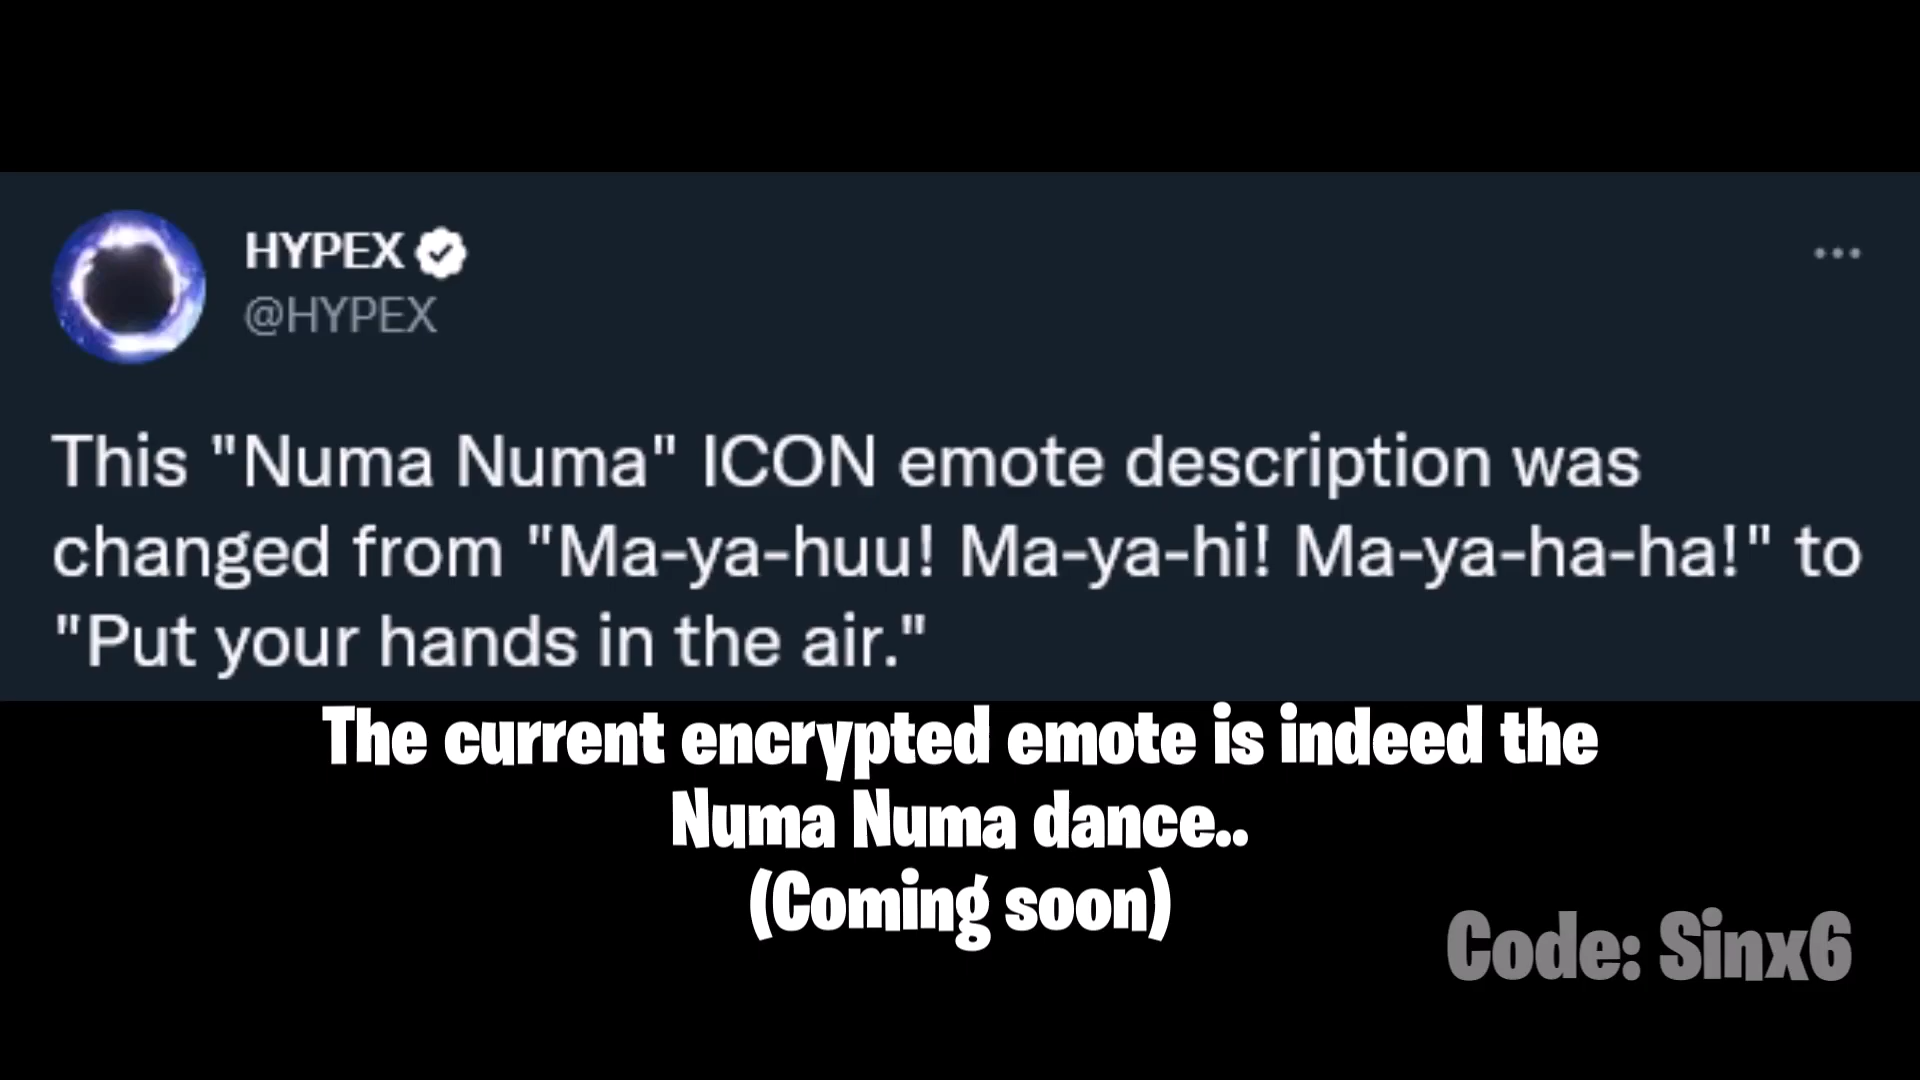 HYPEX
@HYPEX
This "Numa Numa" ICON emote description was
changed from "Ma-ya-huu! Ma-ya-hi! Ma-ya-ha-ha!" to
"Put your hands in the air."
The current encrypted emote is indeed the
Numa Numa dance..
(Coming soon)
Code: Sinx6